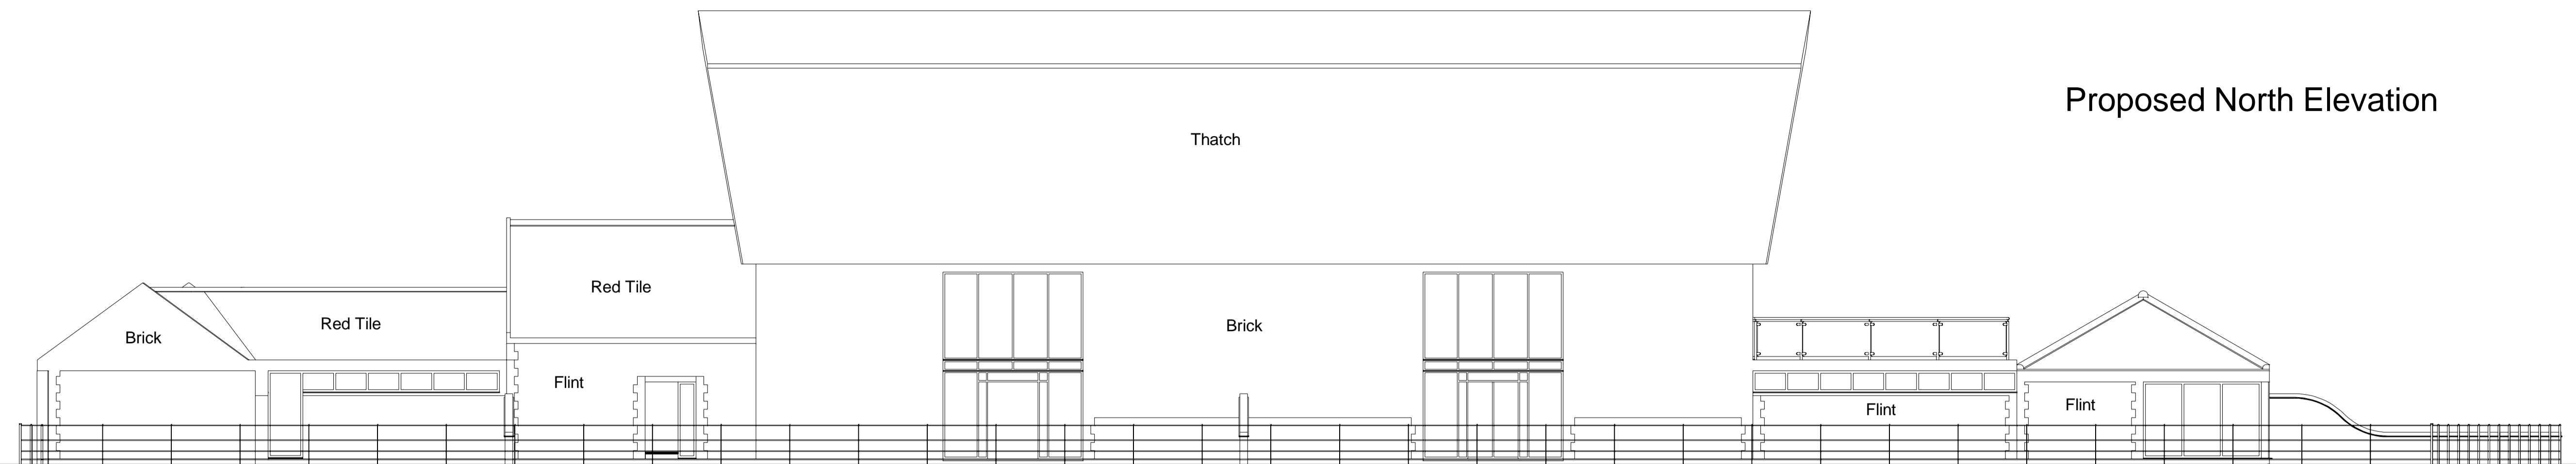 Proposed North Elevation
Thatch
Red Tile
Red Tile
Brick
Brick
Flint
Flint
Flint